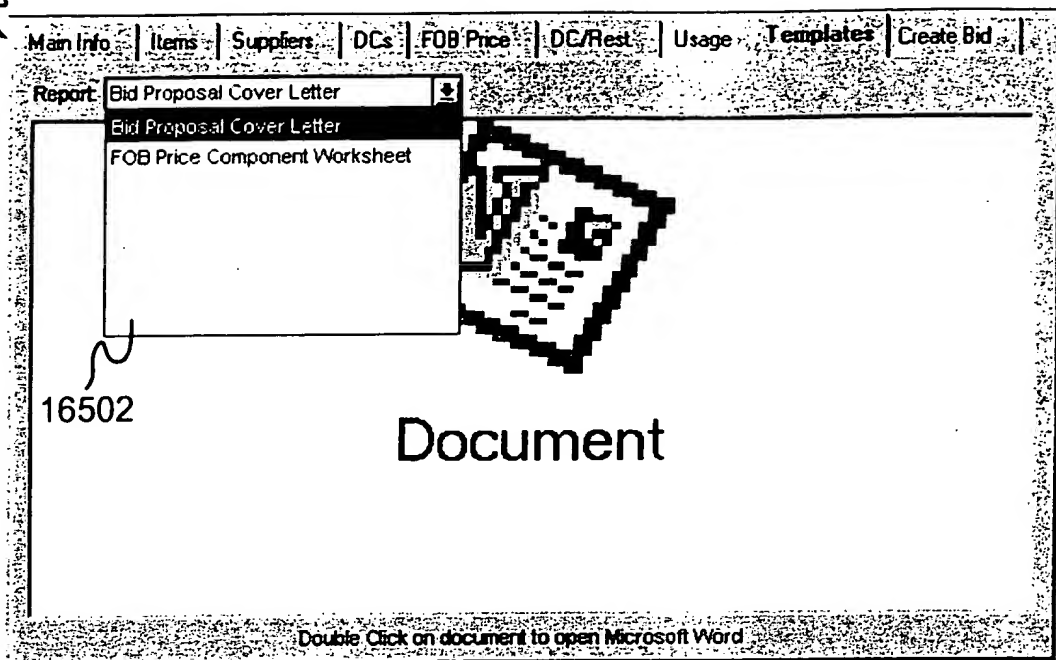 Main Info Items Suppliers DCs FOB Price DC/Rest Usage Templates Create Bid
Report: Bid Proposal Cover Letter
Bid Proposal Cover Letter
FOB Price Component Worksheet
16502
Document
Double Click on document to open Microsoft Word